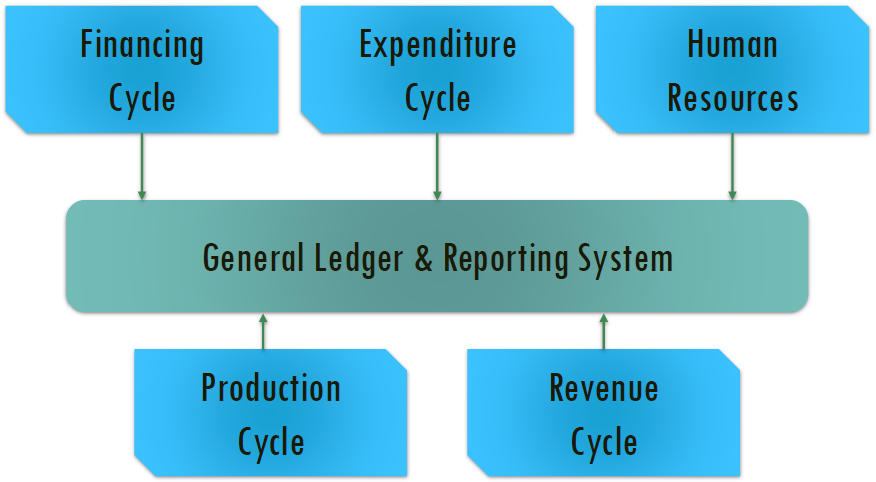 Financing
Cycle
Expenditure
Cycle
Human
Resources
General Ledger & Reporting System
Production
Cycle
Revenue
Cycle